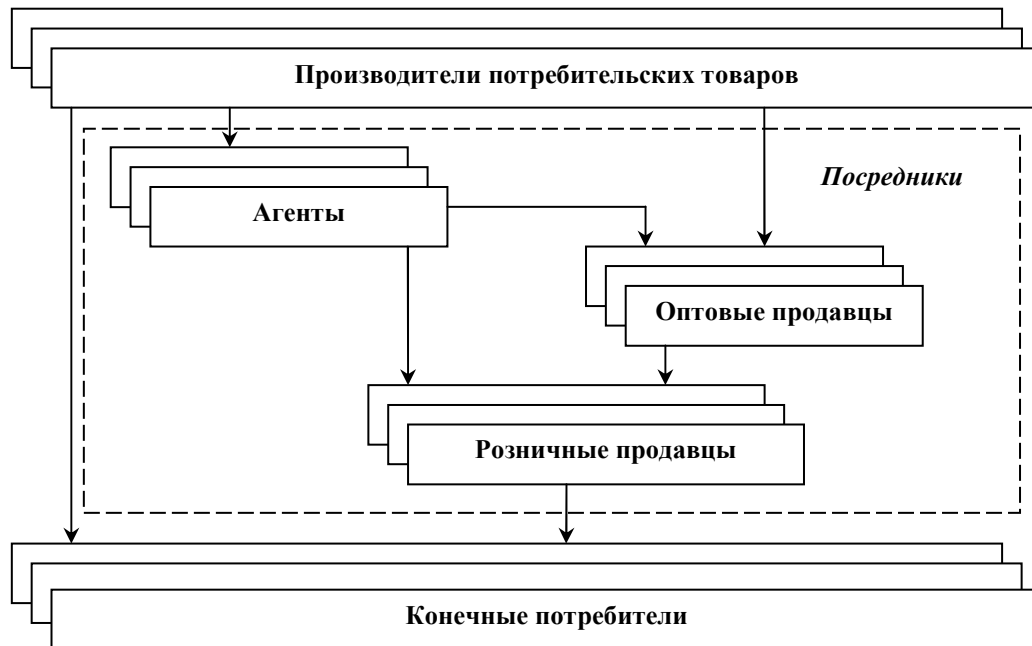 Производители потребительских товаров
Посредники
Агенты
Оптовые продавцы
Розничные продавцы
Конечные потребители